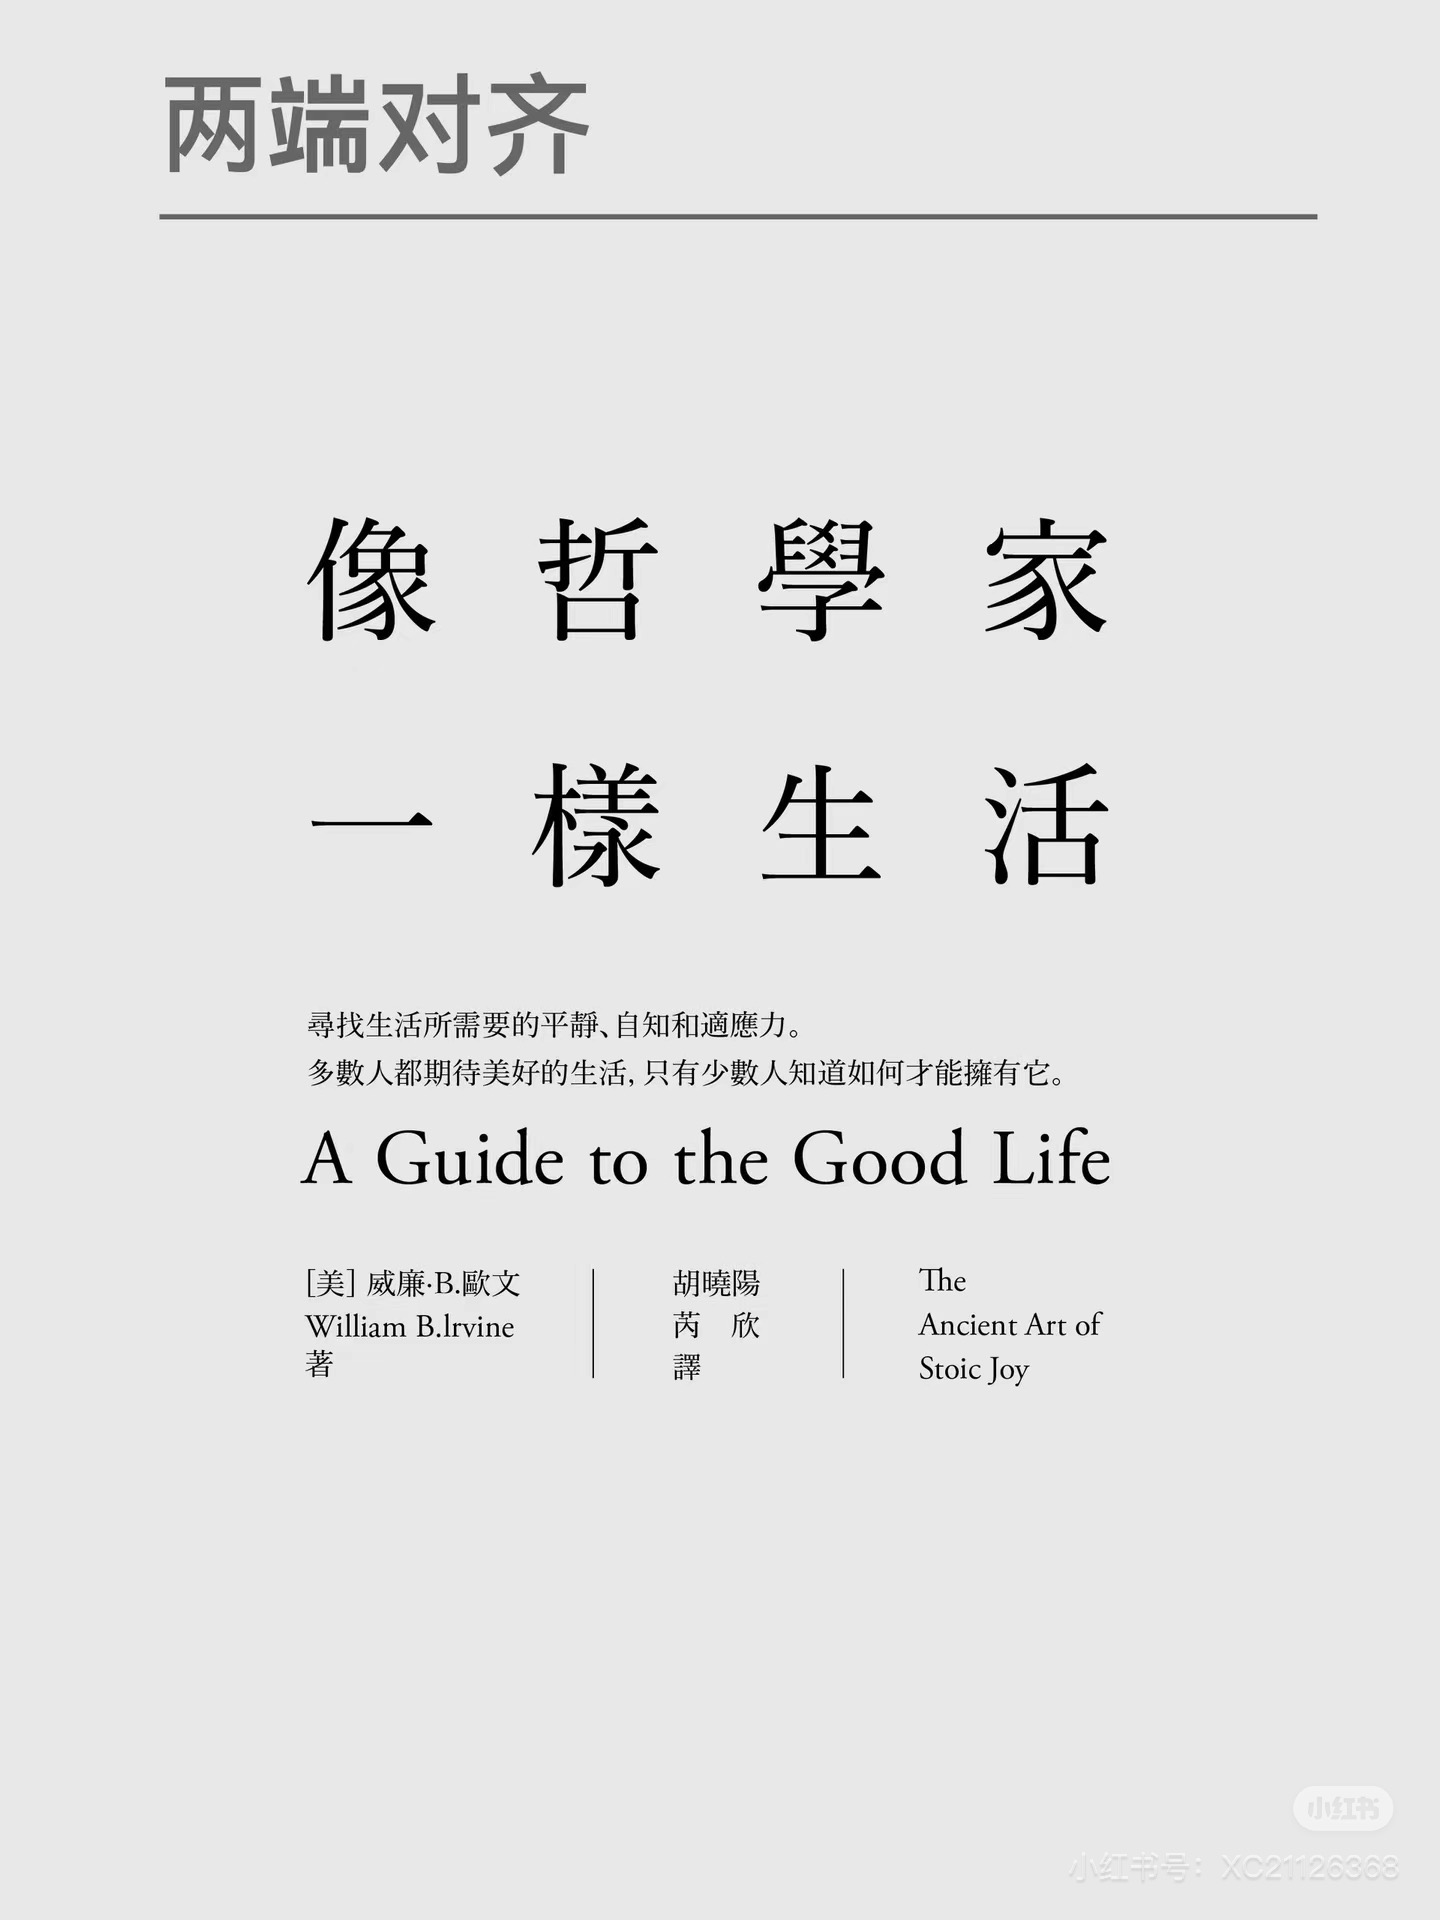 两端对齐
像哲學家
一樣生活
尋找生活所需要的平靜、自知和適應力。
多數人都期待美好的生活, 只有少數人知道如何才能擁有它。
A Guide to the Good Life
[美] 威廉·B.歐文
William B.lrvine
著
胡曉陽
芮　欣
譯
The
Ancient Art of
Stoic Joy
小红书
小红书号：XC21126368